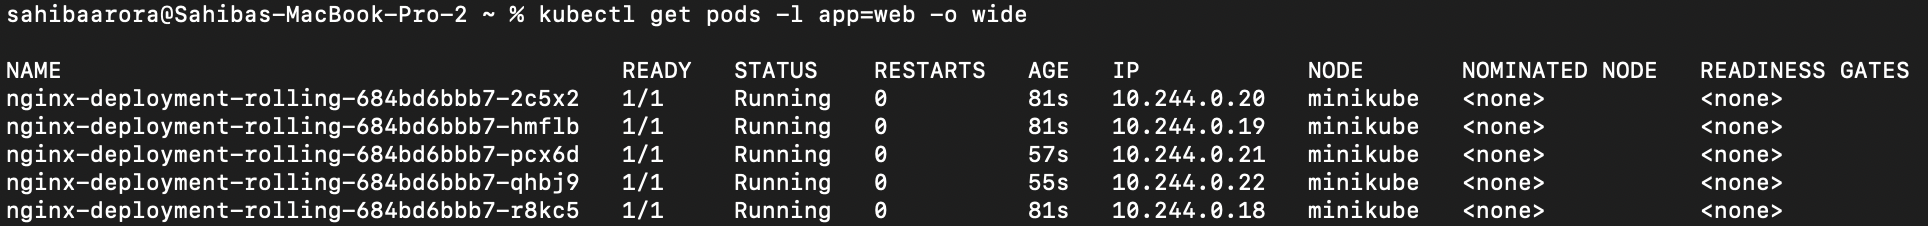 sahibaarora@Sahibas-MacBook-Pro-2 ~ % kubectl get pods -l app=web -o wide
NAME READY STATUS RESTARTS AGE IP NODE NOMINATED NODE READINESS GATES
nginx-deployment-rolling-684bd6bbb7-2c5x2 1/1 Running 0 81s 10.244.0.20 minikube <none> <none>
nginx-deployment-rolling-684bd6bbb7-hmflb 1/1 Running 0 81s 10.244.0.19 minikube <none> <none>
nginx-deployment-rolling-684bd6bbb7-pcx6d 1/1 Running 0 57s 10.244.0.21 minikube <none> <none>
nginx-deployment-rolling-684bd6bbb7-qhbj9 1/1 Running 0 55s 10.244.0.22 minikube <none> <none>
nginx-deployment-rolling-684bd6bbb7-r8kc5 1/1 Running 0 81s 10.244.0.18 minikube <none> <none>